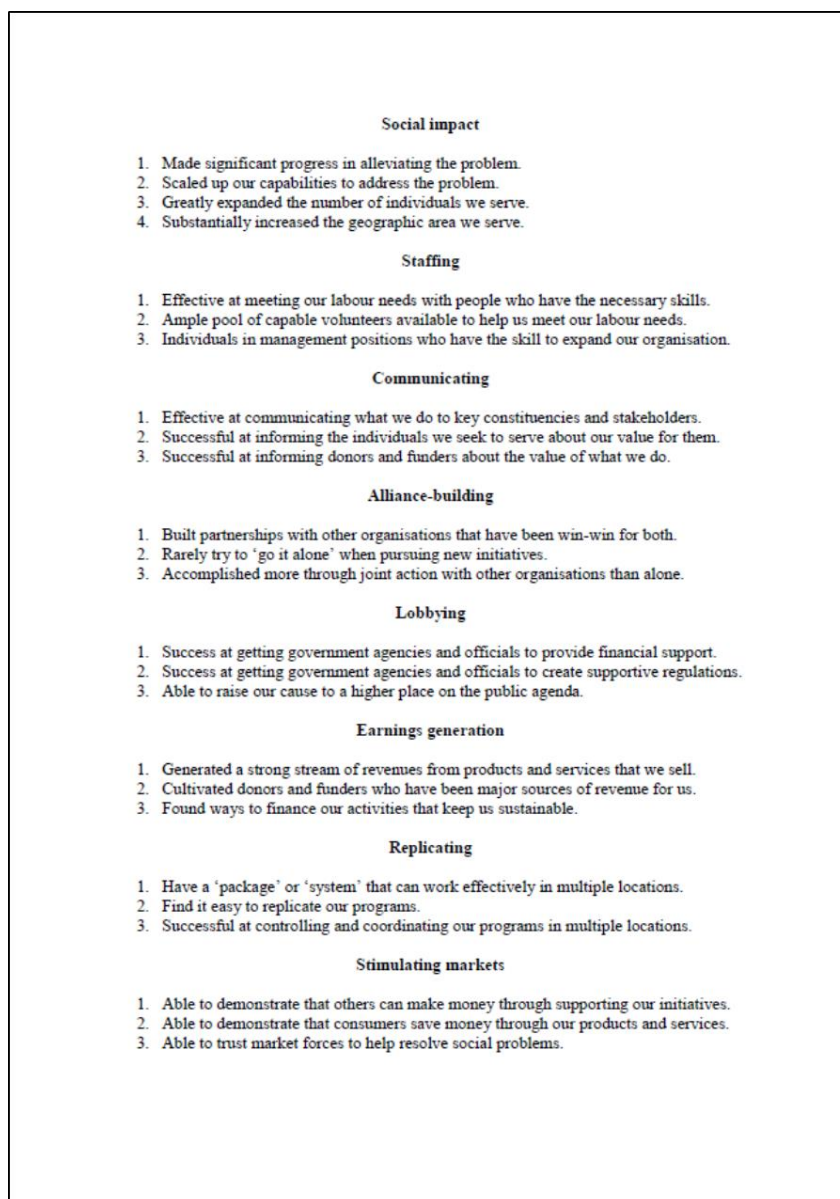 Social impact
1. Made significant progress in alleviating the problem.
2. Scaled up our capabilities to address the problem.
3. Greatly expanded the number of individuals we serve.
4. Substantially increased the geographic area we serve.
Staffing
1. Effective at meeting our labour needs with people who have the necessary skills.
2. Ample pool of capable volunteers available to help us meet our labour needs.
3. Individuals in management positions who have the skill to expand our organisation.
Communicating
1. Effective at communicating what we do to key constituencies and stakeholders.
2. Successful at informing the individuals we seek to serve about our value for them.
3. Successful at informing donors and funders about the value of what we do.
Alliance-building
1. Built partnerships with other organisations that have been win-win for both.
2. Rarely try to ‘go it alone’ when pursuing new initiatives.
3. Accomplished more through joint action with other organisations than alone.
Lobbying
1. Success at getting government agencies and officials to provide financial support.
2. Success at getting government agencies and officials to create supportive regulations.
3. Able to raise our cause to a higher place on the public agenda.
Earnings generation
1. Generated a strong stream of revenues from products and services that we sell.
2. Cultivated donors and funders who have been major sources of revenue for us.
3. Found ways to finance our activities that keep us sustainable.
Replicating
1. Have a ‘package’ or ‘system’ that can work effectively in multiple locations.
2. Find it easy to replicate our programs.
3. Successful at controlling and coordinating our programs in multiple locations.
Stimulating markets
1. Able to demonstrate that others can make money through supporting our initiatives.
2. Able to demonstrate that consumers save money through our products and services.
3. Able to trust market forces to help resolve social problems.